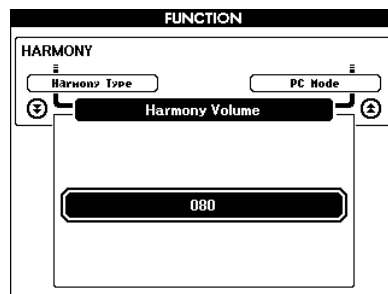 FUNCTION
HARMONY
Harmony Type PC Mode
Harmony Volume
080